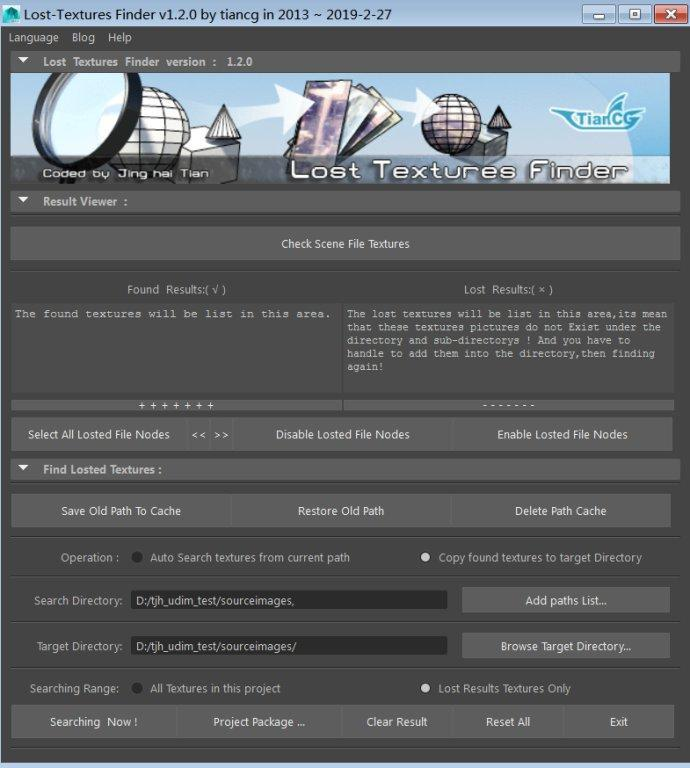 Lost-Textures Finder v1.2.0 by tiancg in 2013 ~ 2019-2-27
Language Blog Help
Lost Textures Finder version : 1.2.0
TianCG
Coded by Jing hai Tian
Lost Textures Finder
Result Viewer :
Check Scene File Textures
Found Results:( √ )
Lost Results:( × )
The found textures will be list in this area.
The lost textures will be list in this area,its mean
that these textures pictures do not Exist under the
directory and sub-directorys ! And you have to
handle to add them into the directory,then finding
again!
+ + + + + + +
- - - - - - -
Select All Losted File Nodes << >> Disable Losted File Nodes Enable Losted File Nodes
Find Losted Textures :
Save Old Path To Cache Restore Old Path Delete Path Cache
Operation : Auto Search textures from current path Copy found textures to target Directory
Search Directory: D:/tjh_udim_test/sourceimages, Add paths List...
Target Directory: D:/tjh_udim_test/sourceimages/ Browse Target Directory...
Searching Range: All Textures in this project Lost Results Textures Only
Searching Now ! Project Package ... Clear Result Reset All Exit